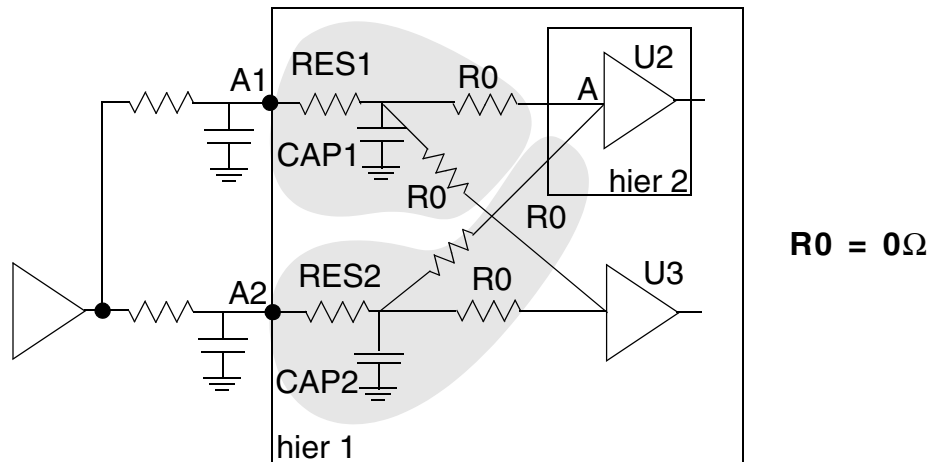 U2
RES1
A1
R0
A
CAP1
hier 2
R0
R0
R0 = 0Ω
RES2
A2
R0
U3
CAP2
hier 1